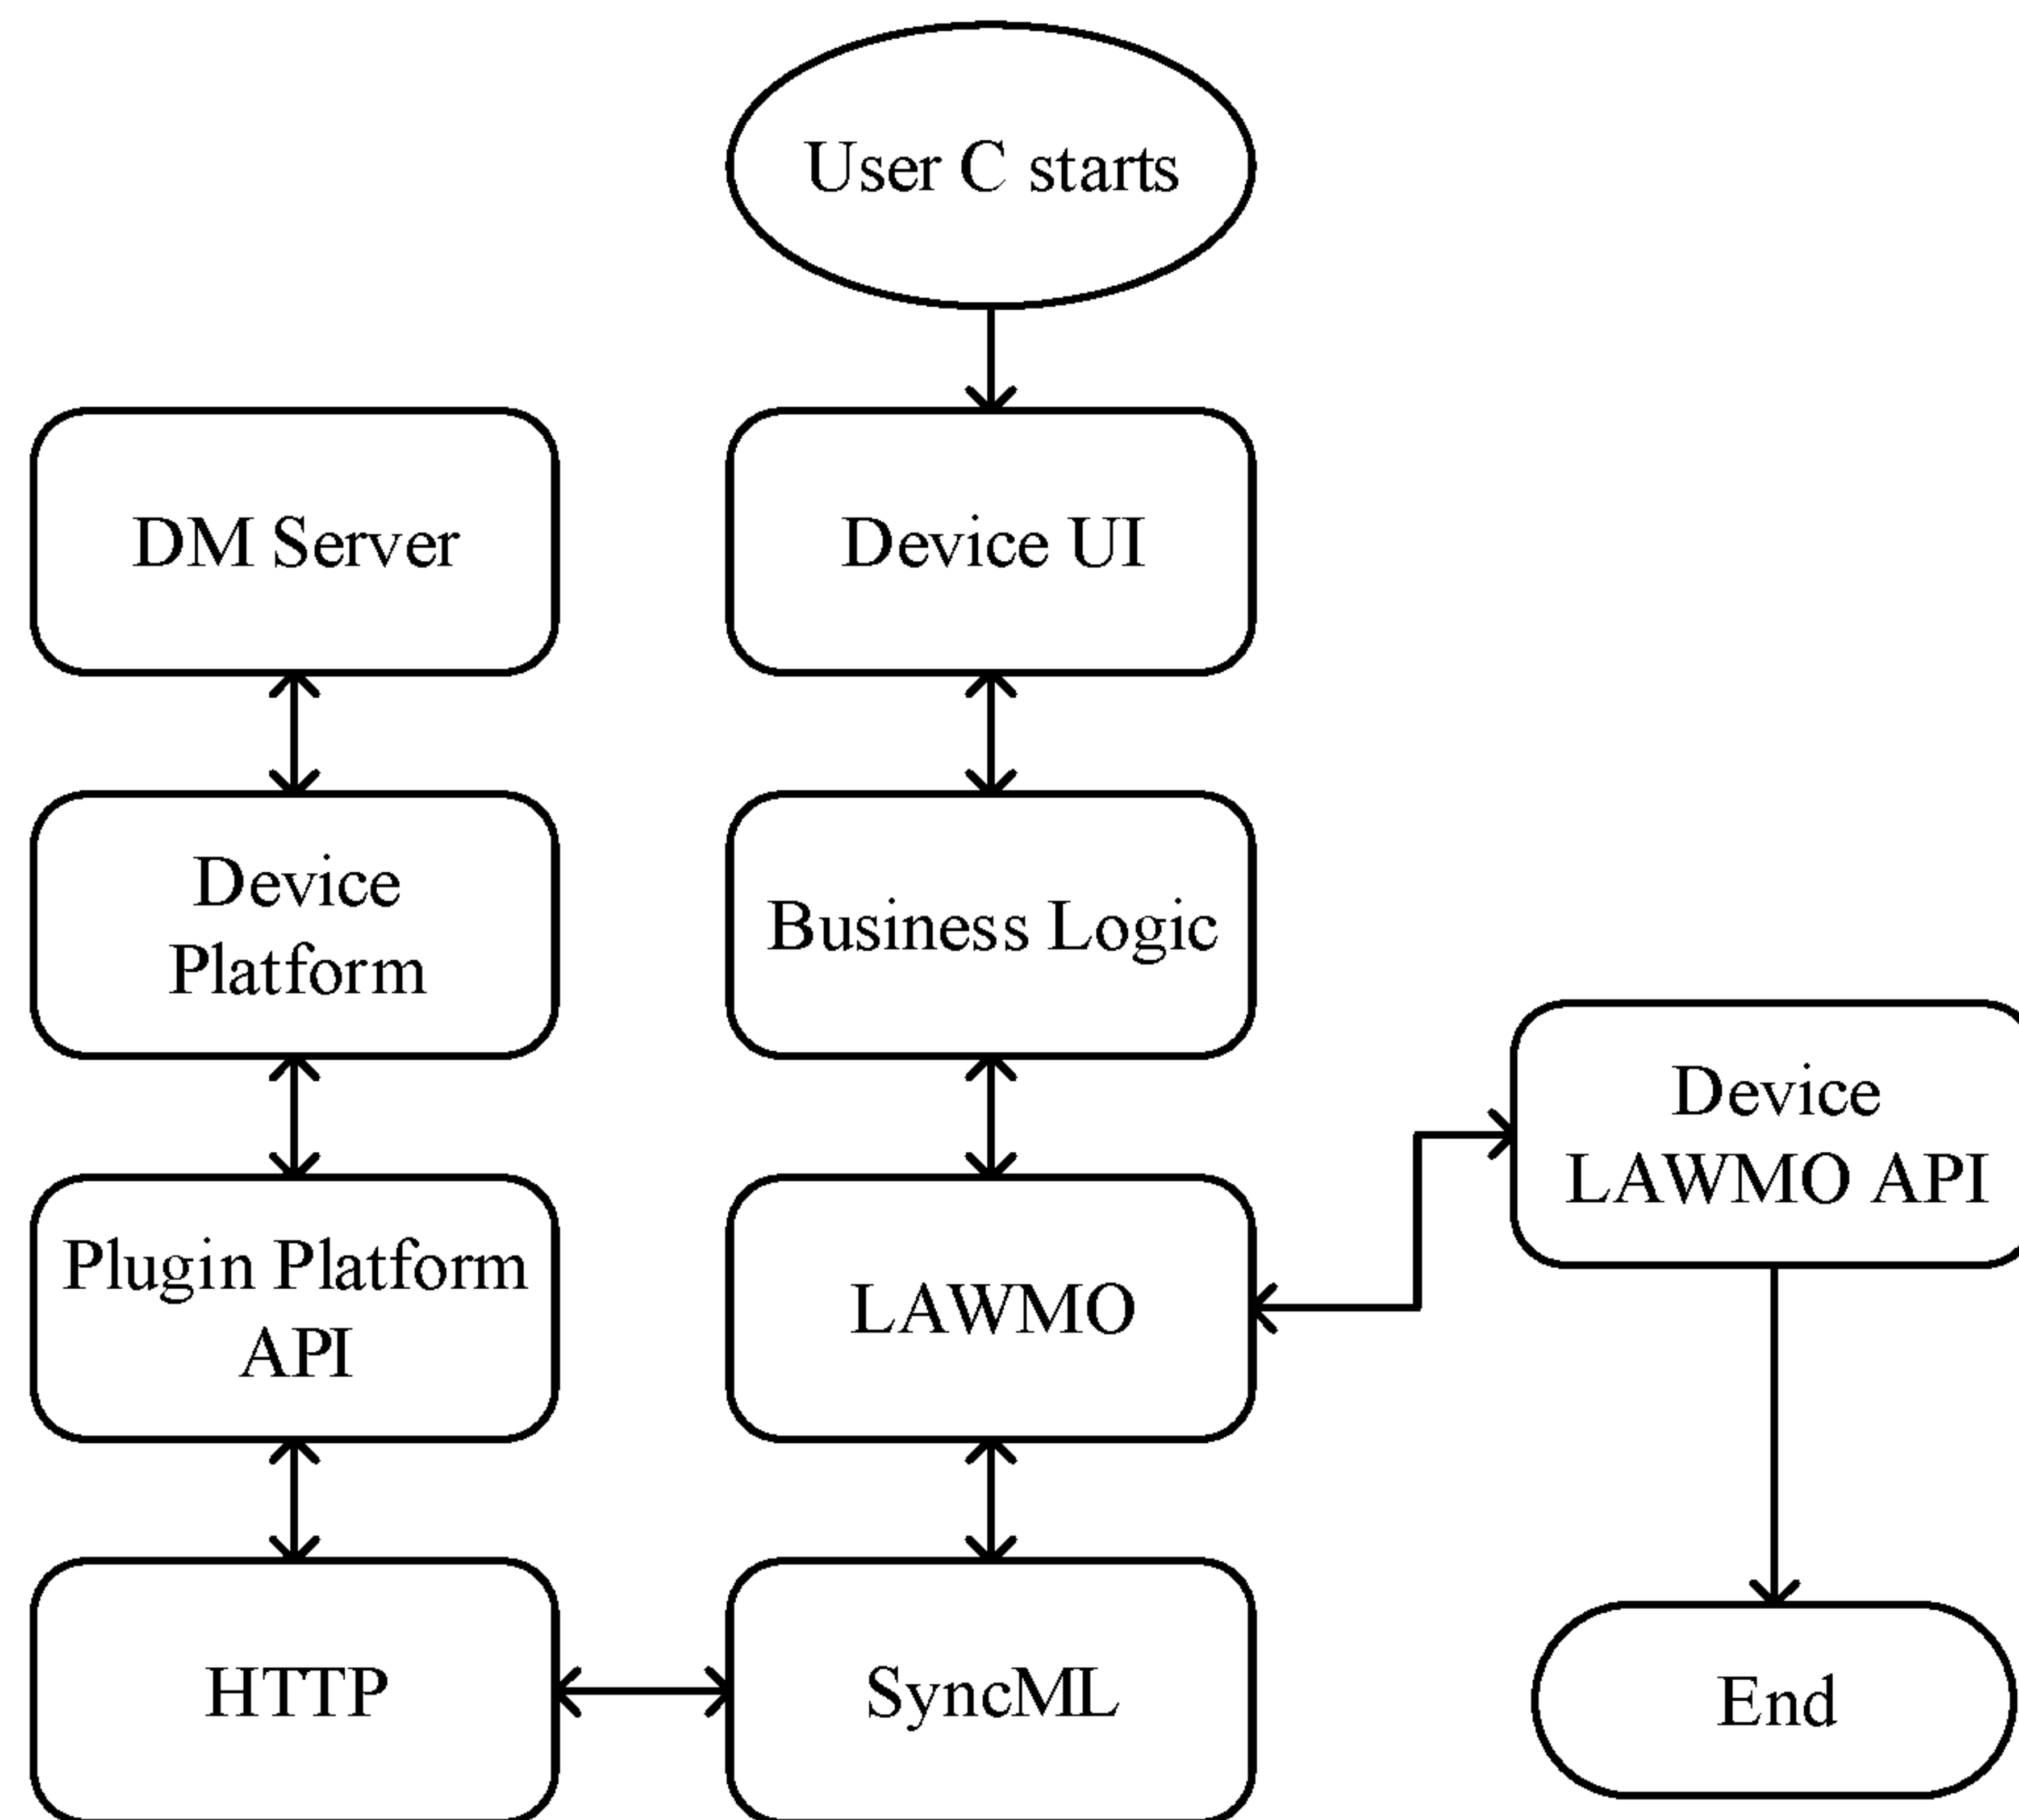 User C starts
DM Server
Device UI
Device
Platform
Business Logic
Device
LAWMO API
Plugin Platform
API
LAWMO
HTTP
SyncML
End